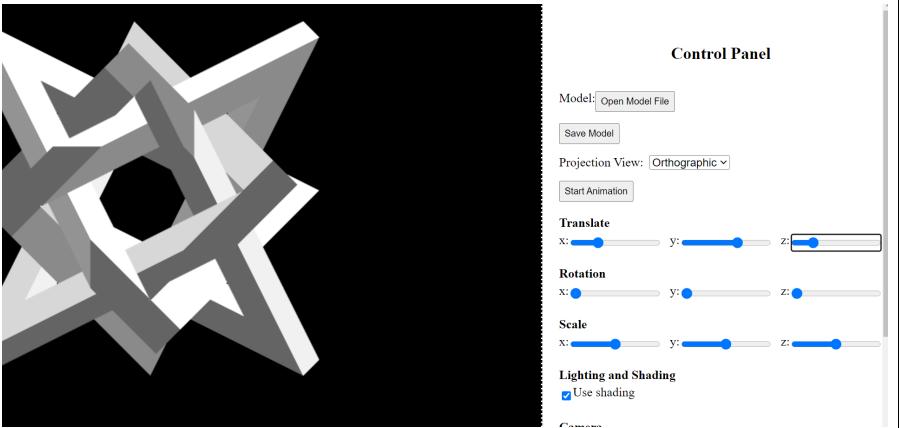 Control Panel
Model: Open Model File
Save Model
Projection View: Orthographic
Start Animation
Translate
x: y: z:
Rotation
x: y: z:
Scale
x: y: z:
Lighting and Shading
Use shading